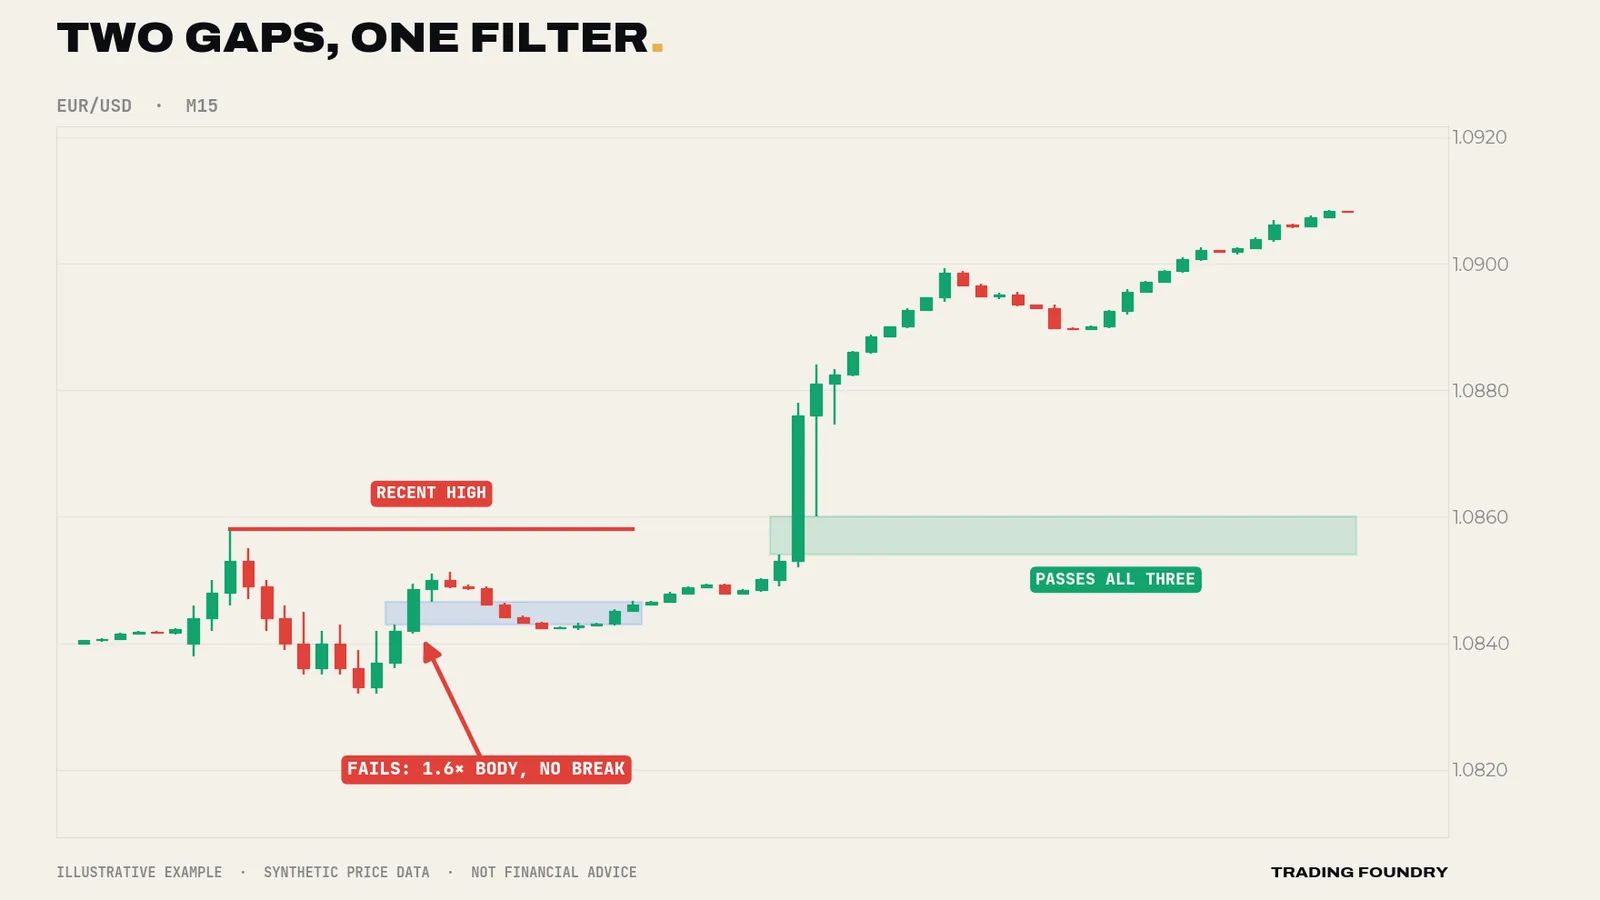 TWO GAPS, ONE FILTER.
EUR/USD · M15
1.0920
1.0900
1.0880
RECENT HIGH
1.0860
PASSES ALL THREE
1.0840
FAILS: 1.6× BODY, NO BREAK
1.0820
ILLUSTRATIVE EXAMPLE · SYNTHETIC PRICE DATA · NOT FINANCIAL ADVICE
TRADING FOUNDRY